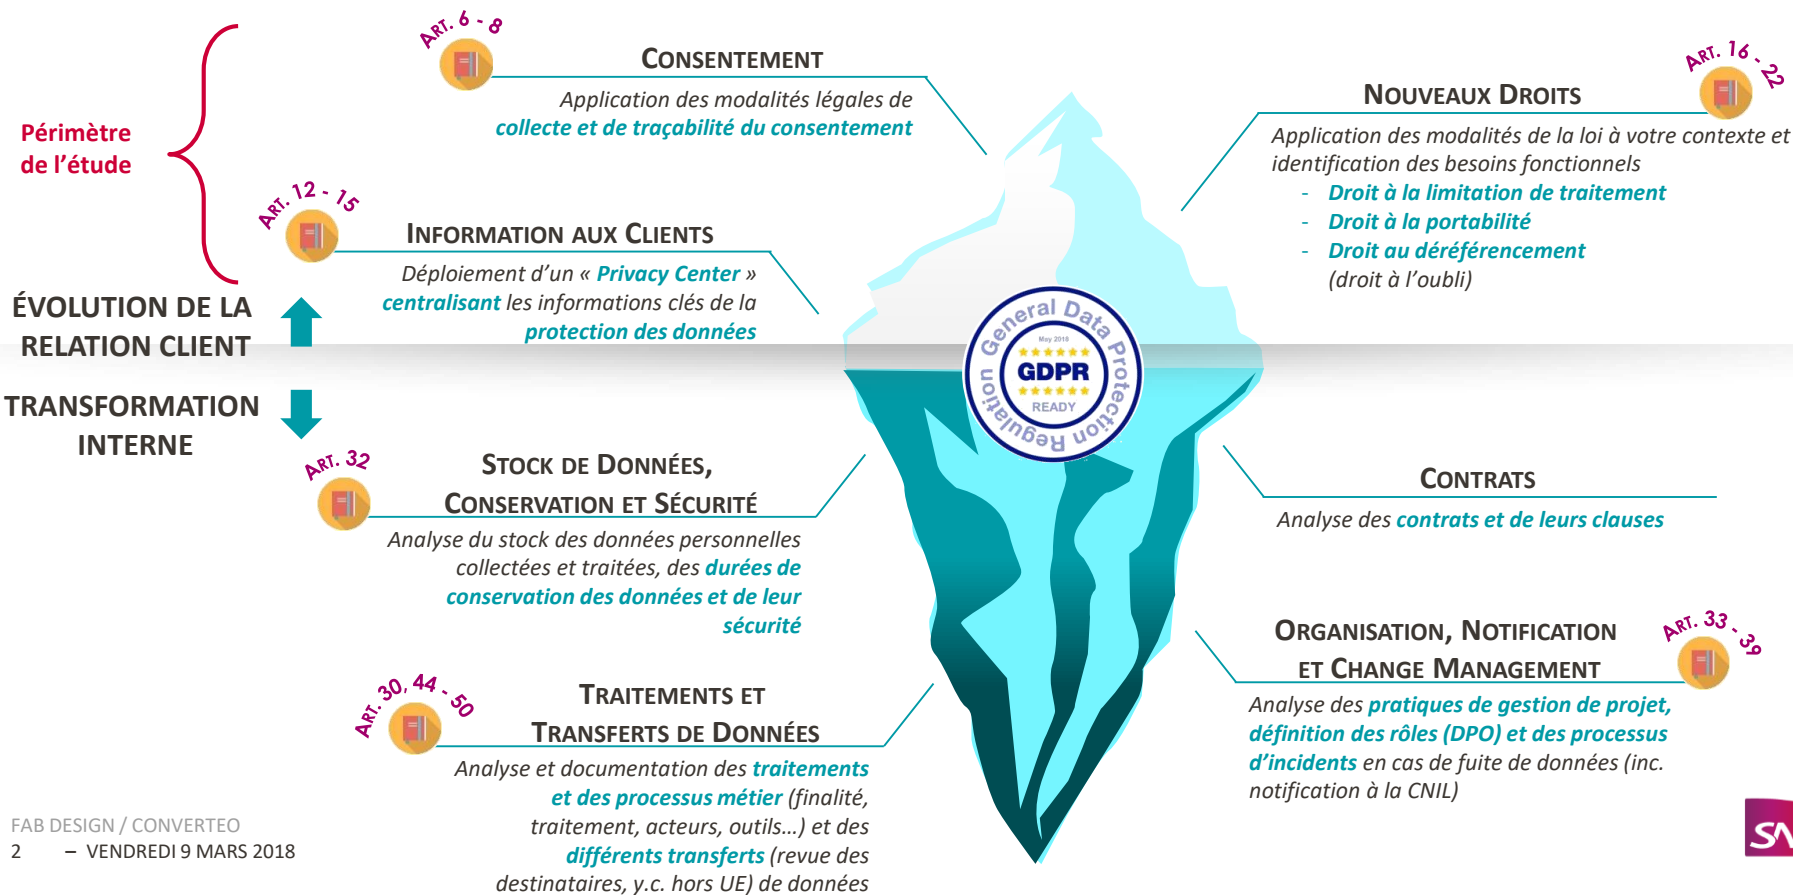 ART. 6 - 8
CONSENTEMENT
Application des modalités légales de
collecte et de traçabilité du consentement
ART. 16 - 22
NOUVEAUX DROITS
Application des modalités de la loi à votre contexte et
identification des besoins fonctionnels
- Droit à la limitation de traitement
- Droit à la portabilité
- Droit au déréférencement
(droit à l’oubli)
Périmètre
de l’étude
ART. 12 - 15
INFORMATION AUX CLIENTS
Déploiement d’un « Privacy Center »
centralisant les informations clés de la
protection des données
ÉVOLUTION DE LA
RELATION CLIENT
TRANSFORMATION
INTERNE
General Data Protection Regulation
May 2018
GDPR
READY
ART. 32
STOCK DE DONNÉES,
CONSERVATION ET SÉCURITÉ
Analyse du stock des données personnelles
collectées et traitées, des durées de
conservation des données et de leur
sécurité
CONTRATS
Analyse des contrats et de leurs clauses
ART. 30, 44 - 50
TRAITEMENTS ET
TRANSFERTS DE DONNÉES
Analyse et documentation des traitements
et des processus métier (finalité,
traitement, acteurs, outils…) et des
différents transferts (revue des
destinataires, y.c. hors UE) de données
ART. 33 - 39
ORGANISATION, NOTIFICATION
ET CHANGE MANAGEMENT
Analyse des pratiques de gestion de projet,
définition des rôles (DPO) et des processus
d’incidents en cas de fuite de données (inc.
notification à la CNIL)
FAB DESIGN / CONVERTEO
2 – VENDREDI 9 MARS 2018